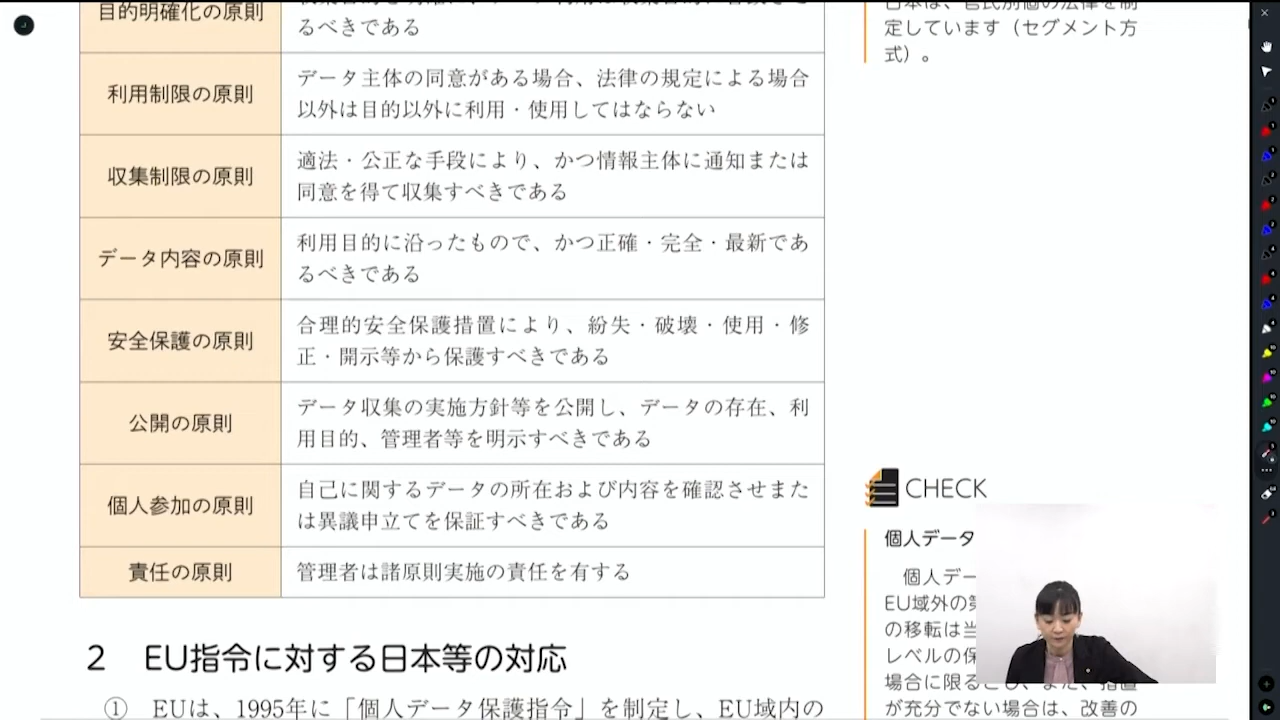 目的明確化の原則
るべきである
利用制限の原則
データ主体の同意がある場合、法律の規定による場合
以外は目的以外に利用・使用してはならない
収集制限の原則
適法・公正な手段により、かつ情報主体に通知または
同意を得て収集すべきである
データ内容の原則
利用目的に沿ったもので、かつ正確・完全・最新であ
るべきである
安全保護の原則
合理的安全保護措置により、紛失・破壊・使用・修
正・開示等から保護すべきである
公開の原則
データ収集の実施方針等を公開し、データの存在、利
用目的、管理者等を明示すべきである
個人参加の原則
自己に関するデータの所在および内容を確認させまた
は異議申立てを保証すべきである
責任の原則
管理者は諸原則実施の責任を有する
2 EU指令に対する日本等の対応
① EUは、1995年に「個人データ保護指令」を制定し、EU域内の
日本は、官民別個の法律を制
定しています（セグメント方
式）。
CHECK
個人データ
個人デー
EU域外の第
の移転は当
レベルの保
場合に限る
が充分でない場合は、改善の